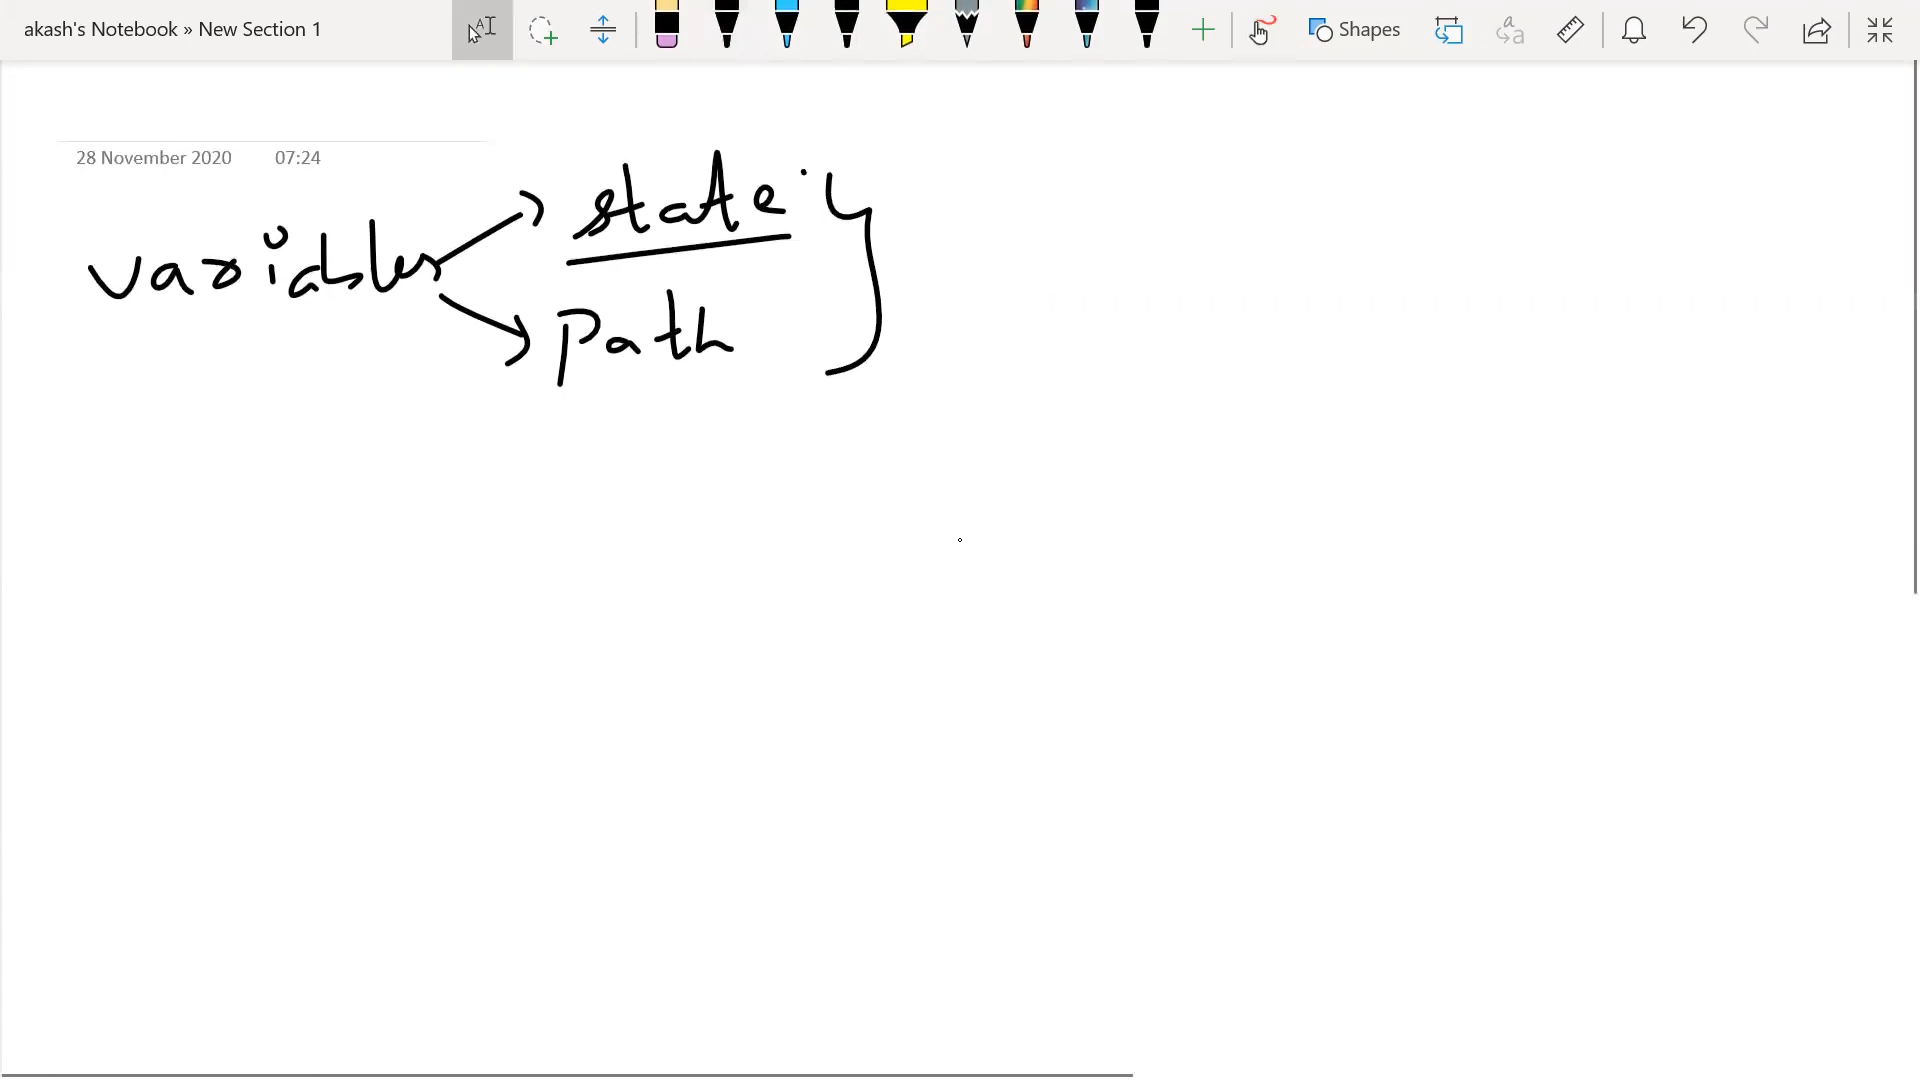 akash's Notebook » New Section 1
Shapes
28 November 2020 07:24
variables
state
Path